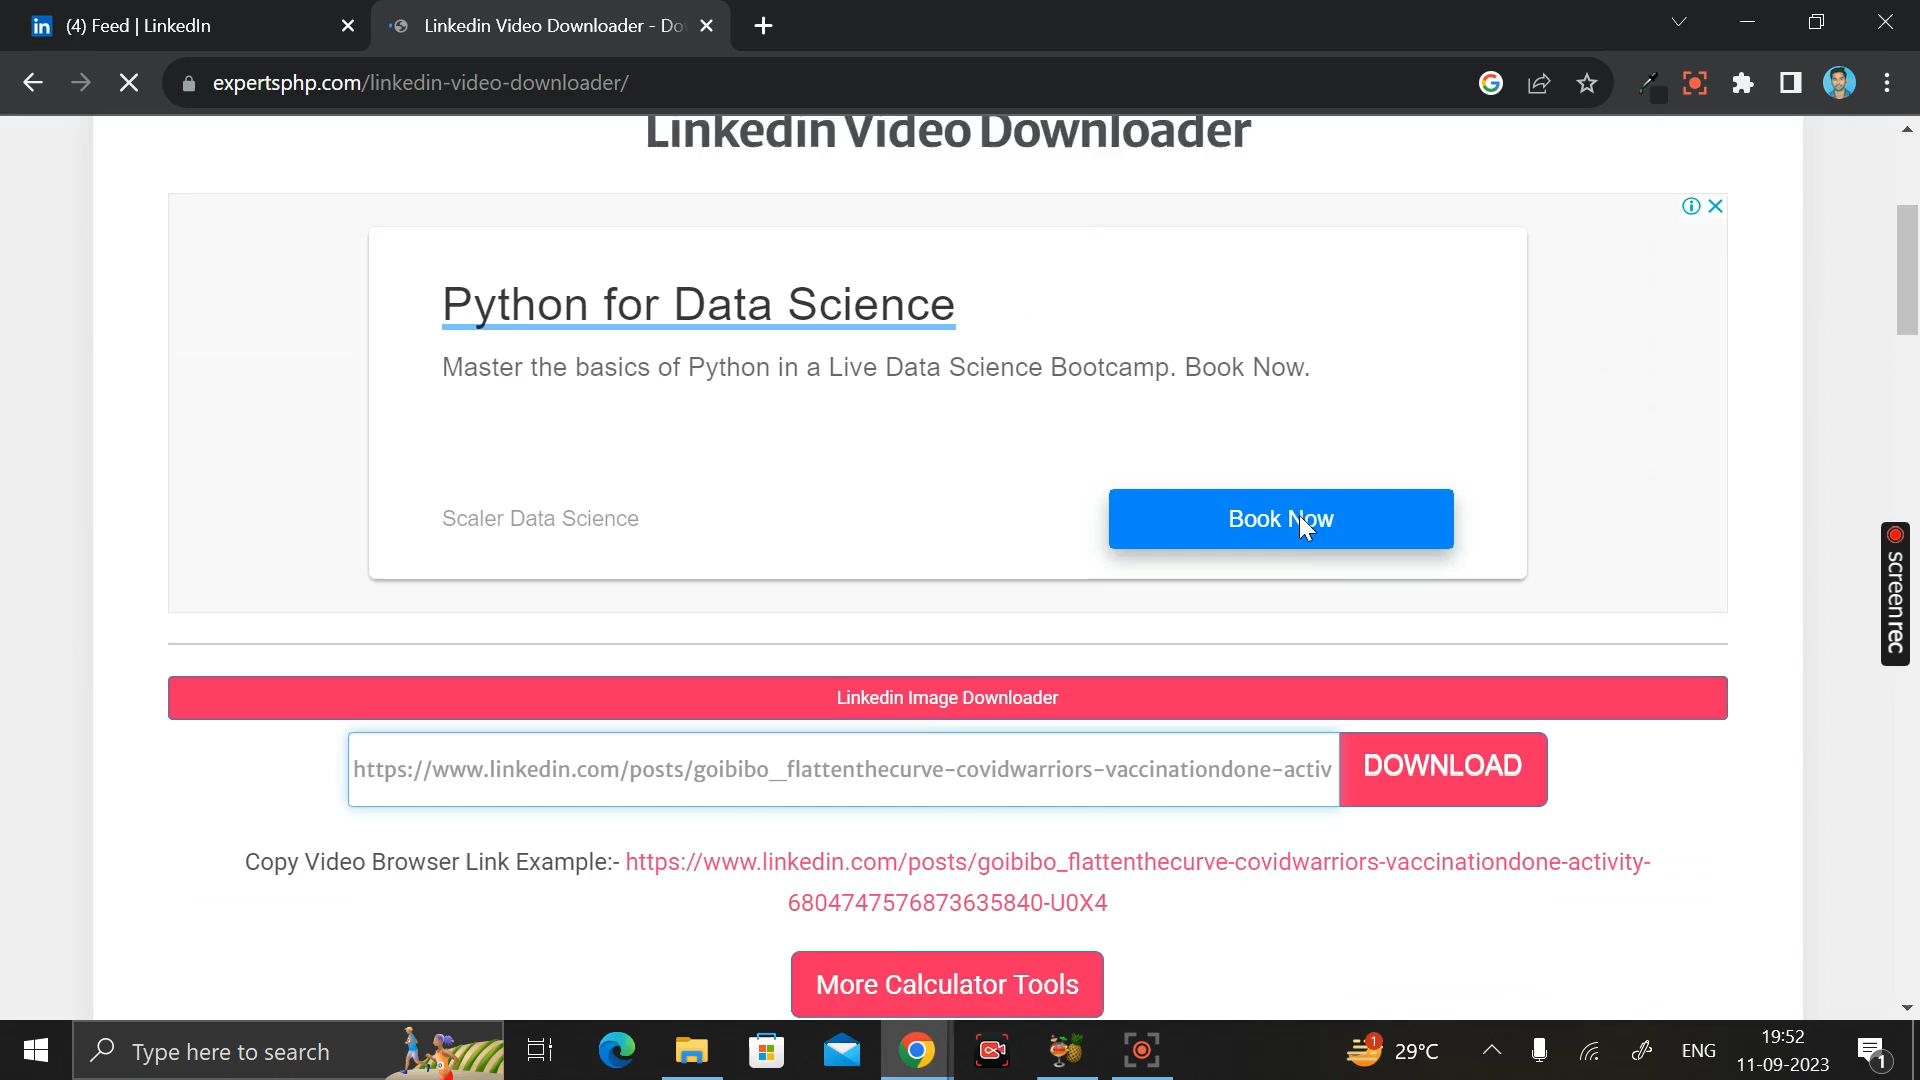 (4) Feed | LinkedIn
Linkedin Video Downloader - Do
expertsphp.com/linkedin-video-downloader/
Linkedin Video Downloader
Python for Data Science
Master the basics of Python in a Live Data Science Bootcamp. Book Now.
Scaler Data Science
Book Now
Linkedin Image Downloader
https://www.linkedin.com/posts/goibibo_flattenthecurve-covidwarriors-vaccinationdone-activ
DOWNLOAD
Copy Video Browser Link Example:- https://www.linkedin.com/posts/goibibo_flattenthecurve-covidwarriors-vaccinationdone-activity-
6804747576873635840-U0X4
More Calculator Tools
screenrec
Type here to search
1
29°C
ENG
19:52
11-09-2023
1